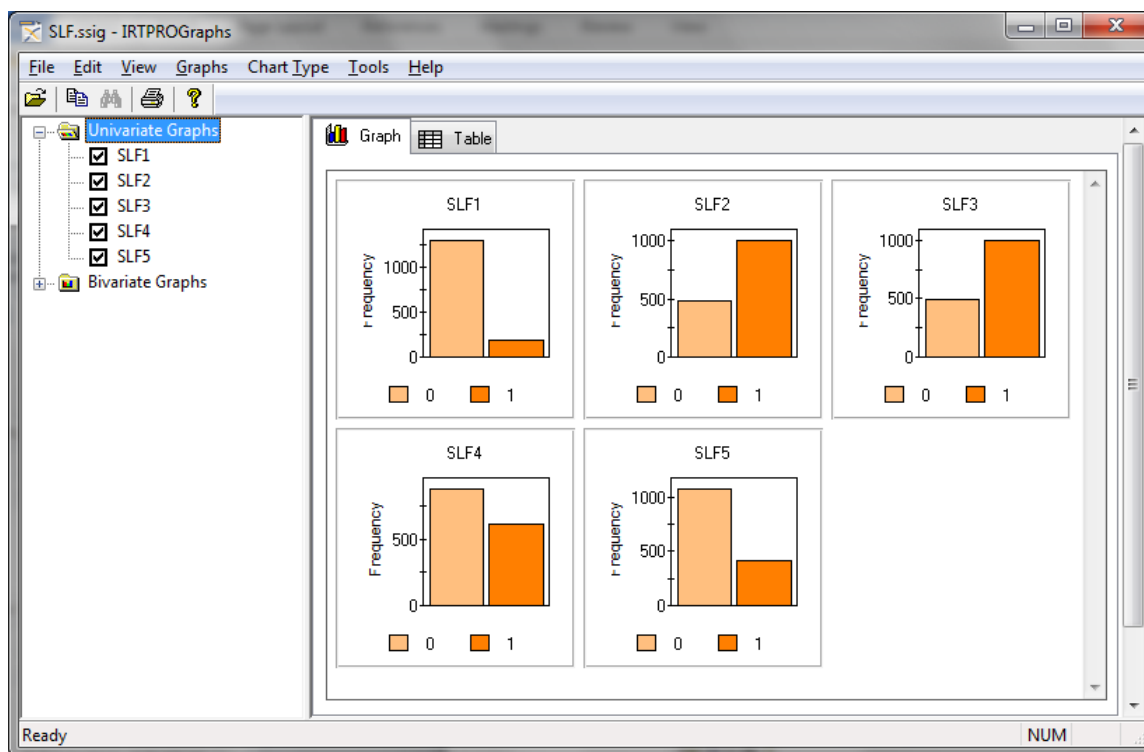 SLF.ssig - IRTPROGraphs
File Edit View Graphs Chart Type Tools Help
Univariate Graphs
SLF1
SLF2
SLF3
SLF4
SLF5
Bivariate Graphs
Graph Table
SLF1
Frequency
1000
500
0
0 1
SLF2
Frequency
1000
500
0
0 1
SLF3
Frequency
1000
500
0
0 1
SLF4
Frequency
500
0
0 1
SLF5
Frequency
1000
500
0
0 1
Ready NUM